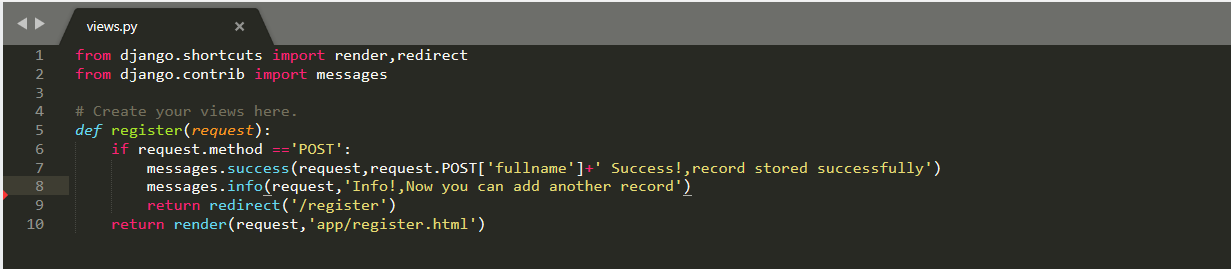 views.py
1 from django.shortcuts import render,redirect
2 from django.contrib import messages
3
4 # Create your views here.
5 def register(request):
6     if request.method =='POST':
7         messages.success(request,request.POST['fullname']+' Success!,record stored successfully')
8         messages.info(request,'Info!,Now you can add another record')
9         return redirect('/register')
10     return render(request,'app/register.html')